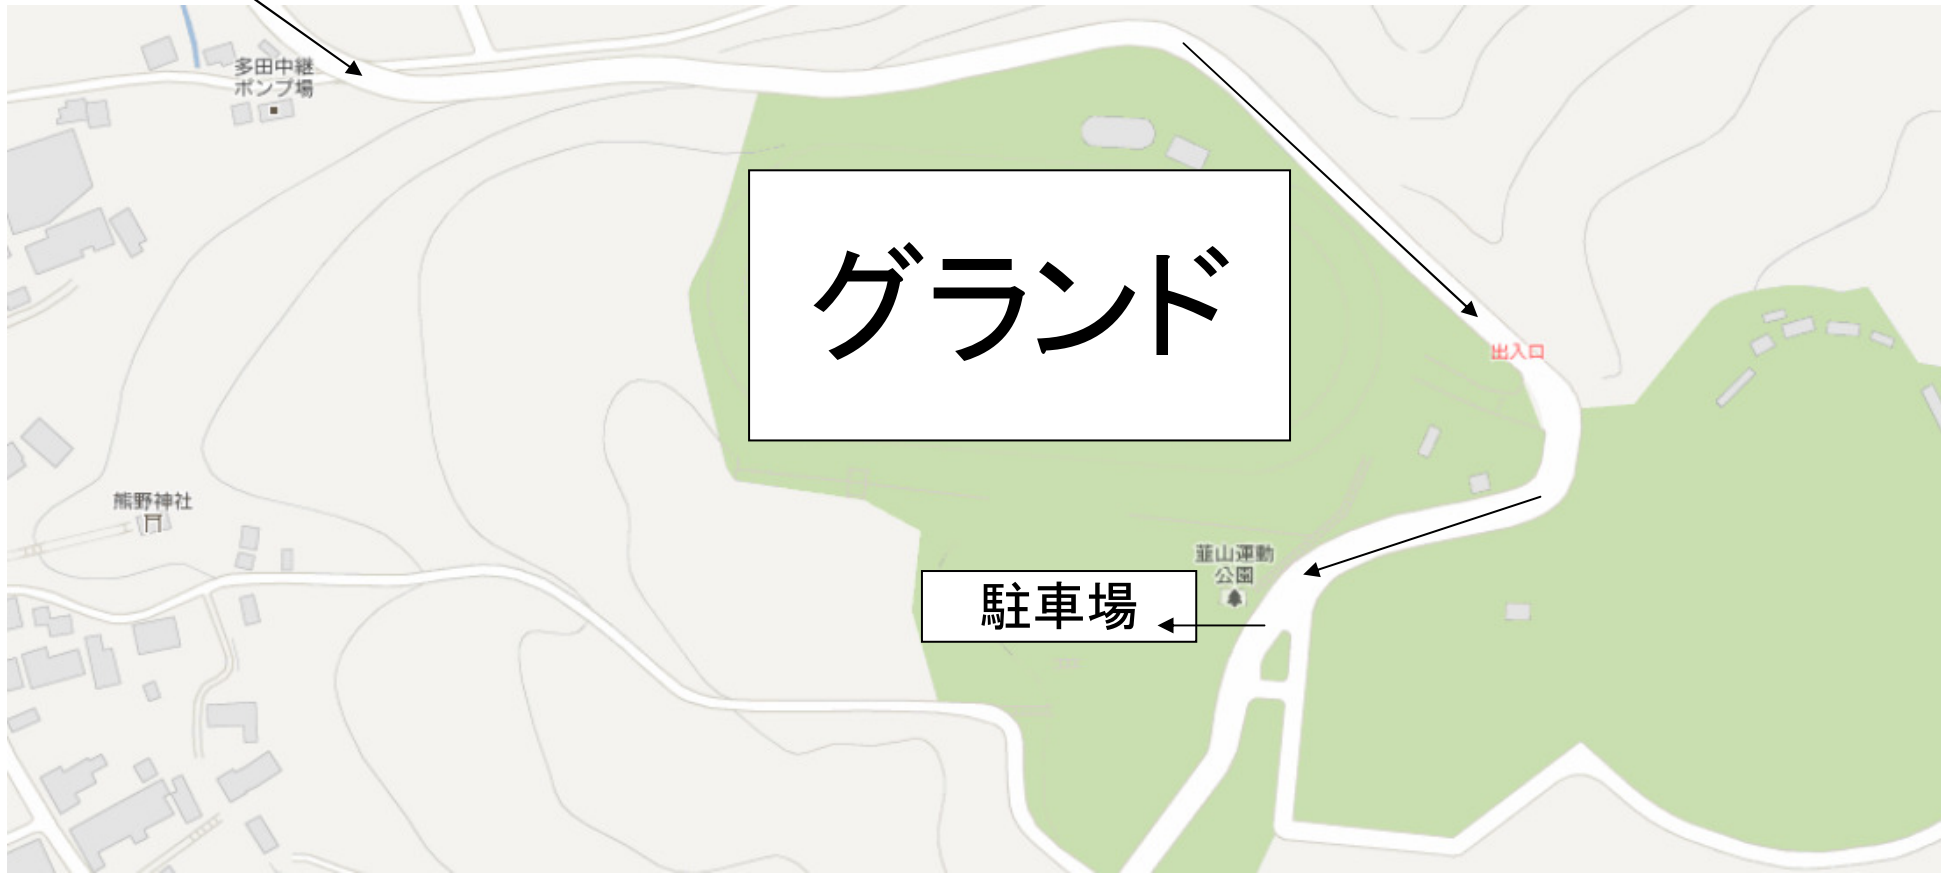 多田中継
ポンプ場
グランド
出入口
熊野神社
韮山運動
公園
駐車場